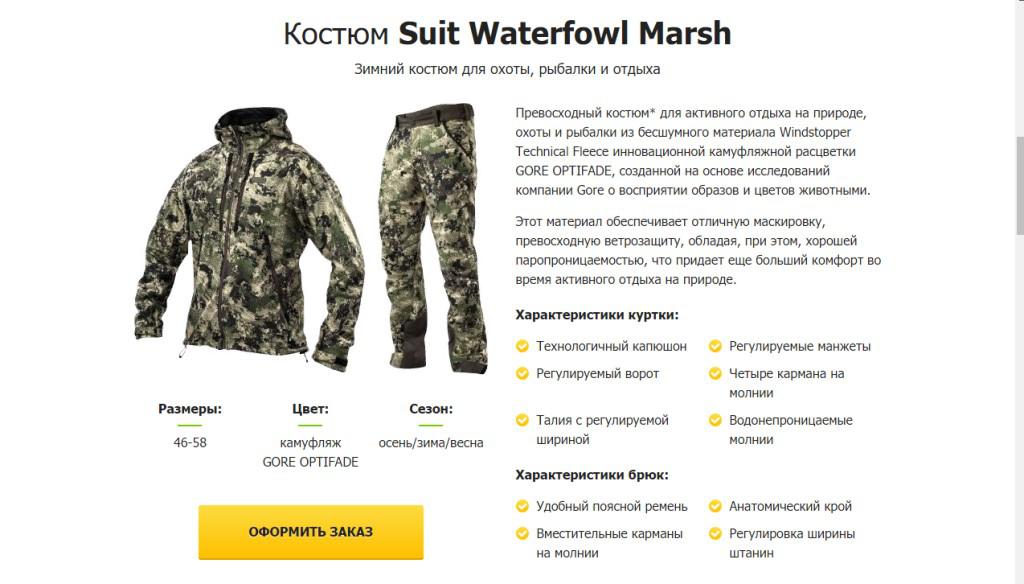 Костюм Suit Waterfowl Marsh
Зимний костюм для охоты, рыбалки и отдыха
Превосходный костюм* для активного отдыха на природе,
охоты и рыбалки из бесшумного материала Windstopper
Technical Fleece инновационной камуфляжной расцветки
GORE OPTIFADE, созданной на основе исследований
компании Gore о восприятии образов и цветов животными.
Этот материал обеспечивает отличную маскировку,
превосходную ветрозащиту, обладая, при этом, хорошей
паропроницаемостью, что придает еще больший комфорт во
время активного отдыха на природе.
Характеристики куртки:
Технологичный капюшон
Регулируемые манжеты
Регулируемый ворот
Четыре кармана на
молнии
Талия с регулируемой
шириной
Водонепроницаемые
молнии
Характеристики брюк:
Удобный поясной ремень
Анатомический крой
Вместительные карманы
на молнии
Регулировка ширины
штанин
Размеры:
46-58
Цвет:
камуфляж
GORE OPTIFADE
Сезон:
осень/зима/весна
ОФОРМИТЬ ЗАКАЗ